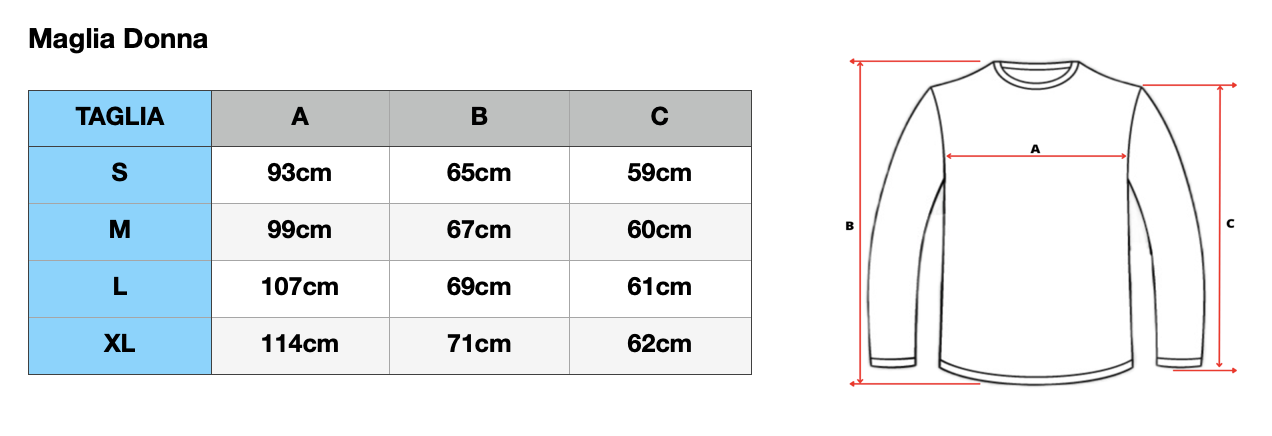 Maglia Donna
TAGLIA A B C
S 93cm 65cm 59cm
M 99cm 67cm 60cm
L 107cm 69cm 61cm
XL 114cm 71cm 62cm
A
B
C